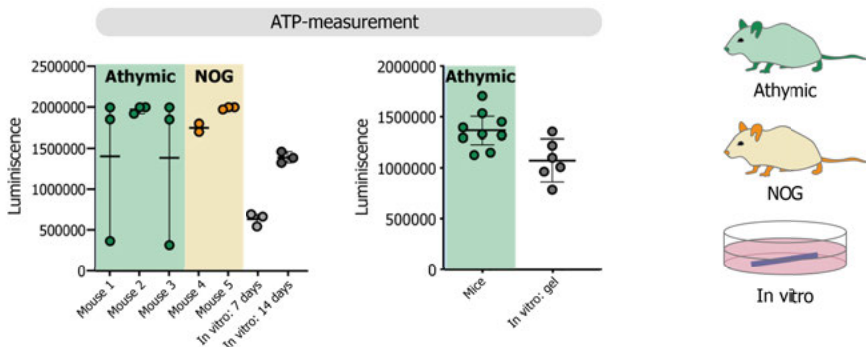 ATP-measurement
Luminiscence
2500000
2000000
1500000
1000000
500000
0
Athymic
NOG
Mouse 1
Mouse 2
Mouse 3
Mouse 4
Mouse 5
In vitro: 7 days
In vitro: 14 days
Luminiscence
2000000
1500000
1000000
500000
0
Athymic
Mice
In vitro: gel
Athymic
NOG
In vitro